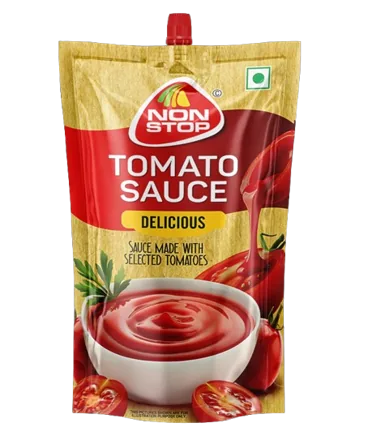 ©
NON
STOP
TOMATO
SAUCE
DELICIOUS
SAUCE MADE WITH
SELECTED TOMATOES